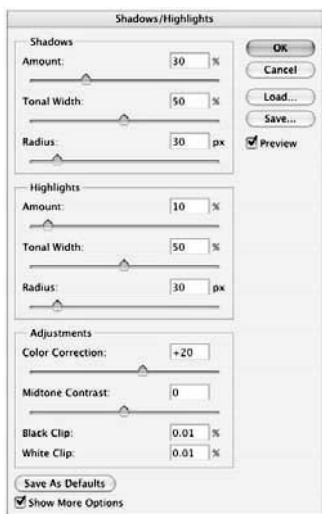 Shadows/Highlights
Shadows
Amount: 30 %
Tonal Width: 50 %
Radius: 30 px
Highlights
Amount: 10 %
Tonal Width: 50 %
Radius: 30 px
Adjustments
Color Correction: +20
Midtone Contrast: 0
Black Clip: 0.01 %
White Clip: 0.01 %
Save As Defaults
Show More Options
OK
Cancel
Load...
Save...
Preview